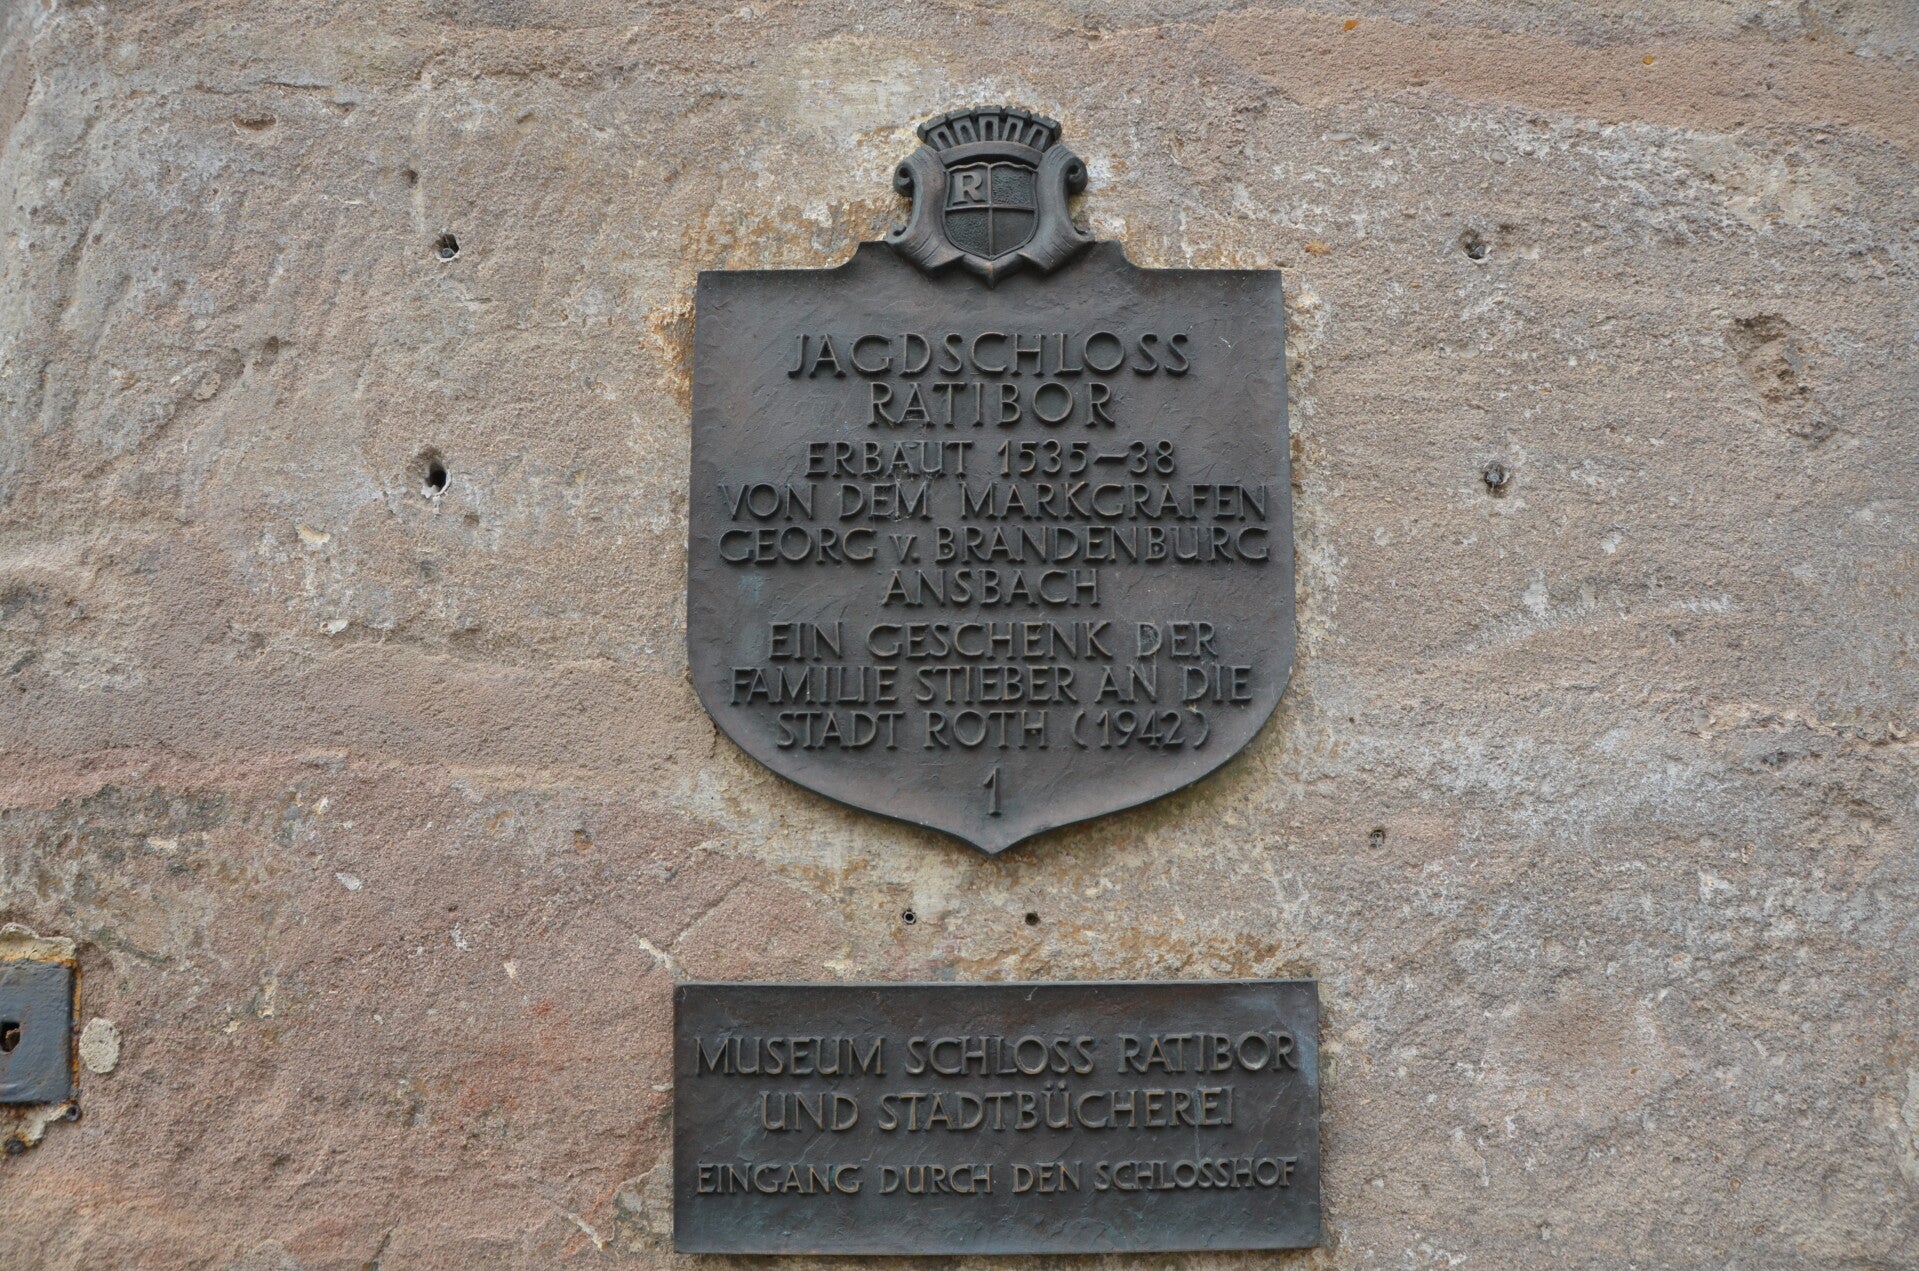 R
JAGDSCHLOSS
RATIBOR
ERBAUT 1535-38
VON DEM MARKGRAFEN
GEORG v. BRANDENBURG
ANSBACH
EIN GESCHENK DER
FAMILIE STIEBER AN DIE
STADT ROTH (1942)
1
MUSEUM SCHLOSS RATIBOR
UND STADTBÜCHEREI
EINGANG DURCH DEN SCHLOSSHOF